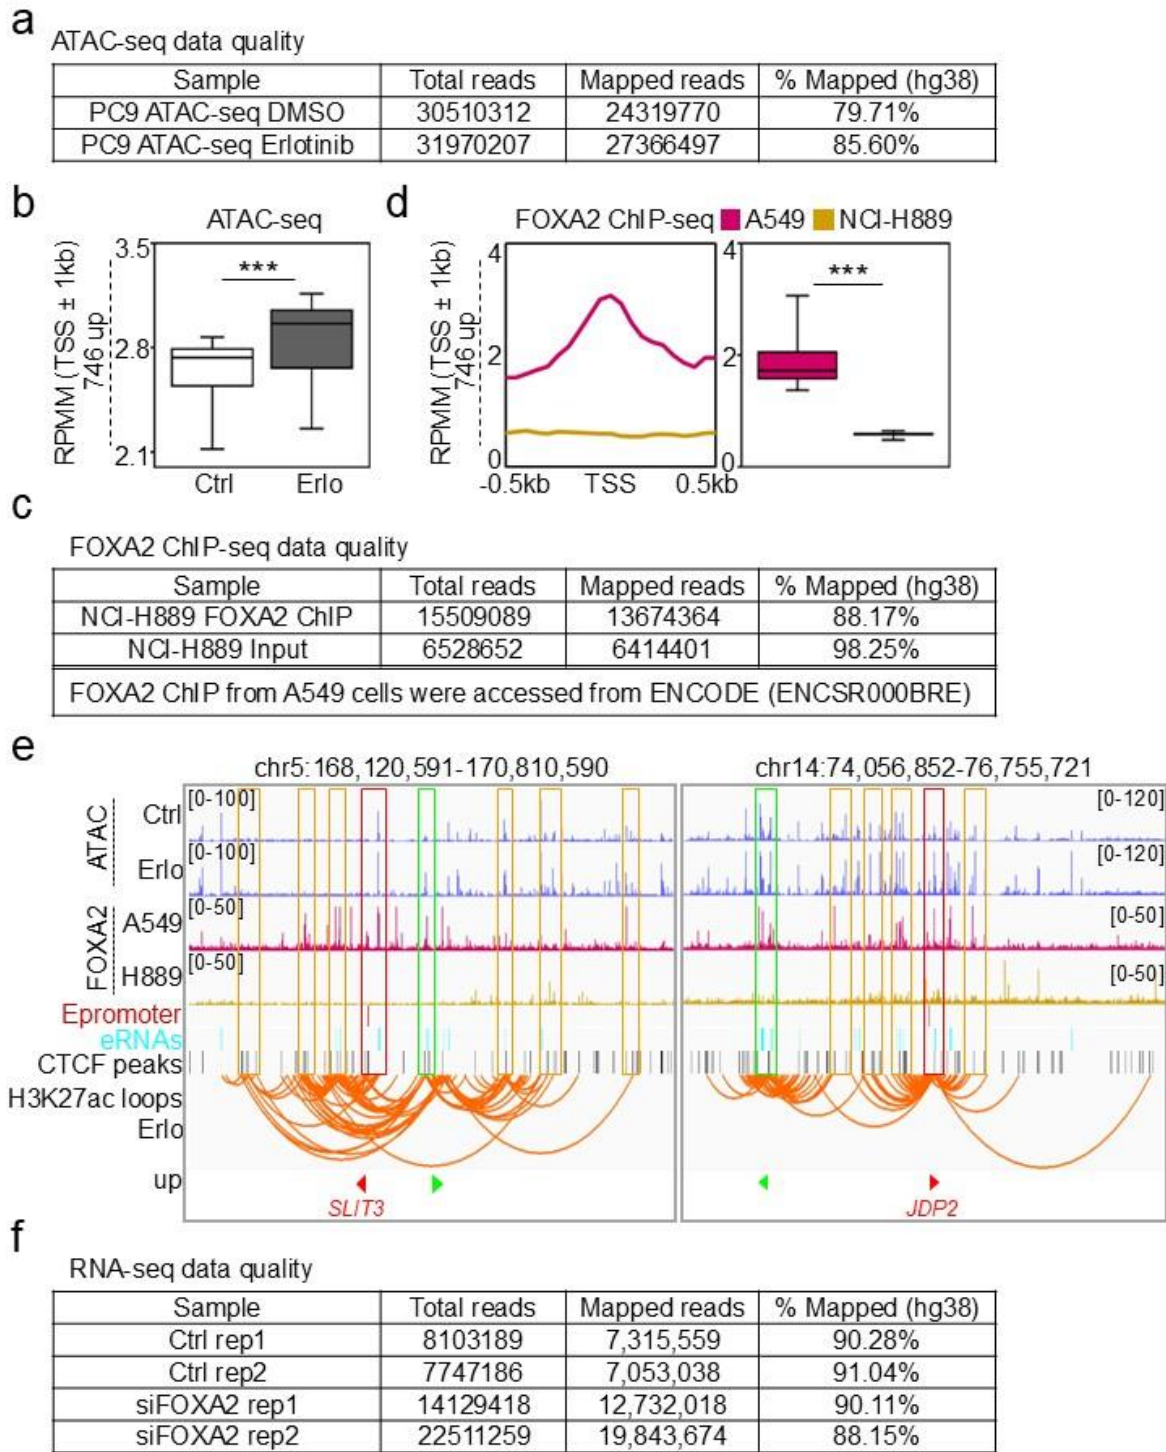 a
ATAC-seq data quality
Sample Total reads Mapped reads % Mapped (hg38)
PC9 ATAC-seq DMSO 30510312 24319770 79.71%
PC9 ATAC-seq Erlotinib 31970207 27366497 85.60%
b
ATAC-seq
RPMM (TSS ± 1kb)
746 up
3.5
2.8
2.1
***
Ctrl Erlo
d
FOXA2 ChIP-seq A549 NCI-H889
RPMM (TSS ± 1kb)
746 up
4
2
0
-0.5kb TSS 0.5kb
4
2
0
***
c
FOXA2 ChIP-seq data quality
Sample Total reads Mapped reads % Mapped (hg38)
NCI-H889 FOXA2 ChIP 15509089 13674364 88.17%
NCI-H889 Input 6528652 6414401 98.25%
FOXA2 ChIP from A549 cells were accessed from ENCODE (ENCSR000BRE)
e
chr5:168,120,591-170,810,590 chr14:74,056,852-76,755,721
ATAC
Ctrl [0-100] [0-120]
Erlo [0-100] [0-120]
FOXA2
A549 [0-50] [0-50]
H889 [0-50] [0-50]
Epromoter
eRNAs
CTCF peaks
H3K27ac loops
Erlo
up
SLIT3 JDP2
f
RNA-seq data quality
Sample Total reads Mapped reads % Mapped (hg38)
Ctrl rep1 8103189 7,315,559 90.28%
Ctrl rep2 7747186 7,053,038 91.04%
siFOXA2 rep1 14129418 12,732,018 90.11%
siFOXA2 rep2 22511259 19,843,674 88.15%